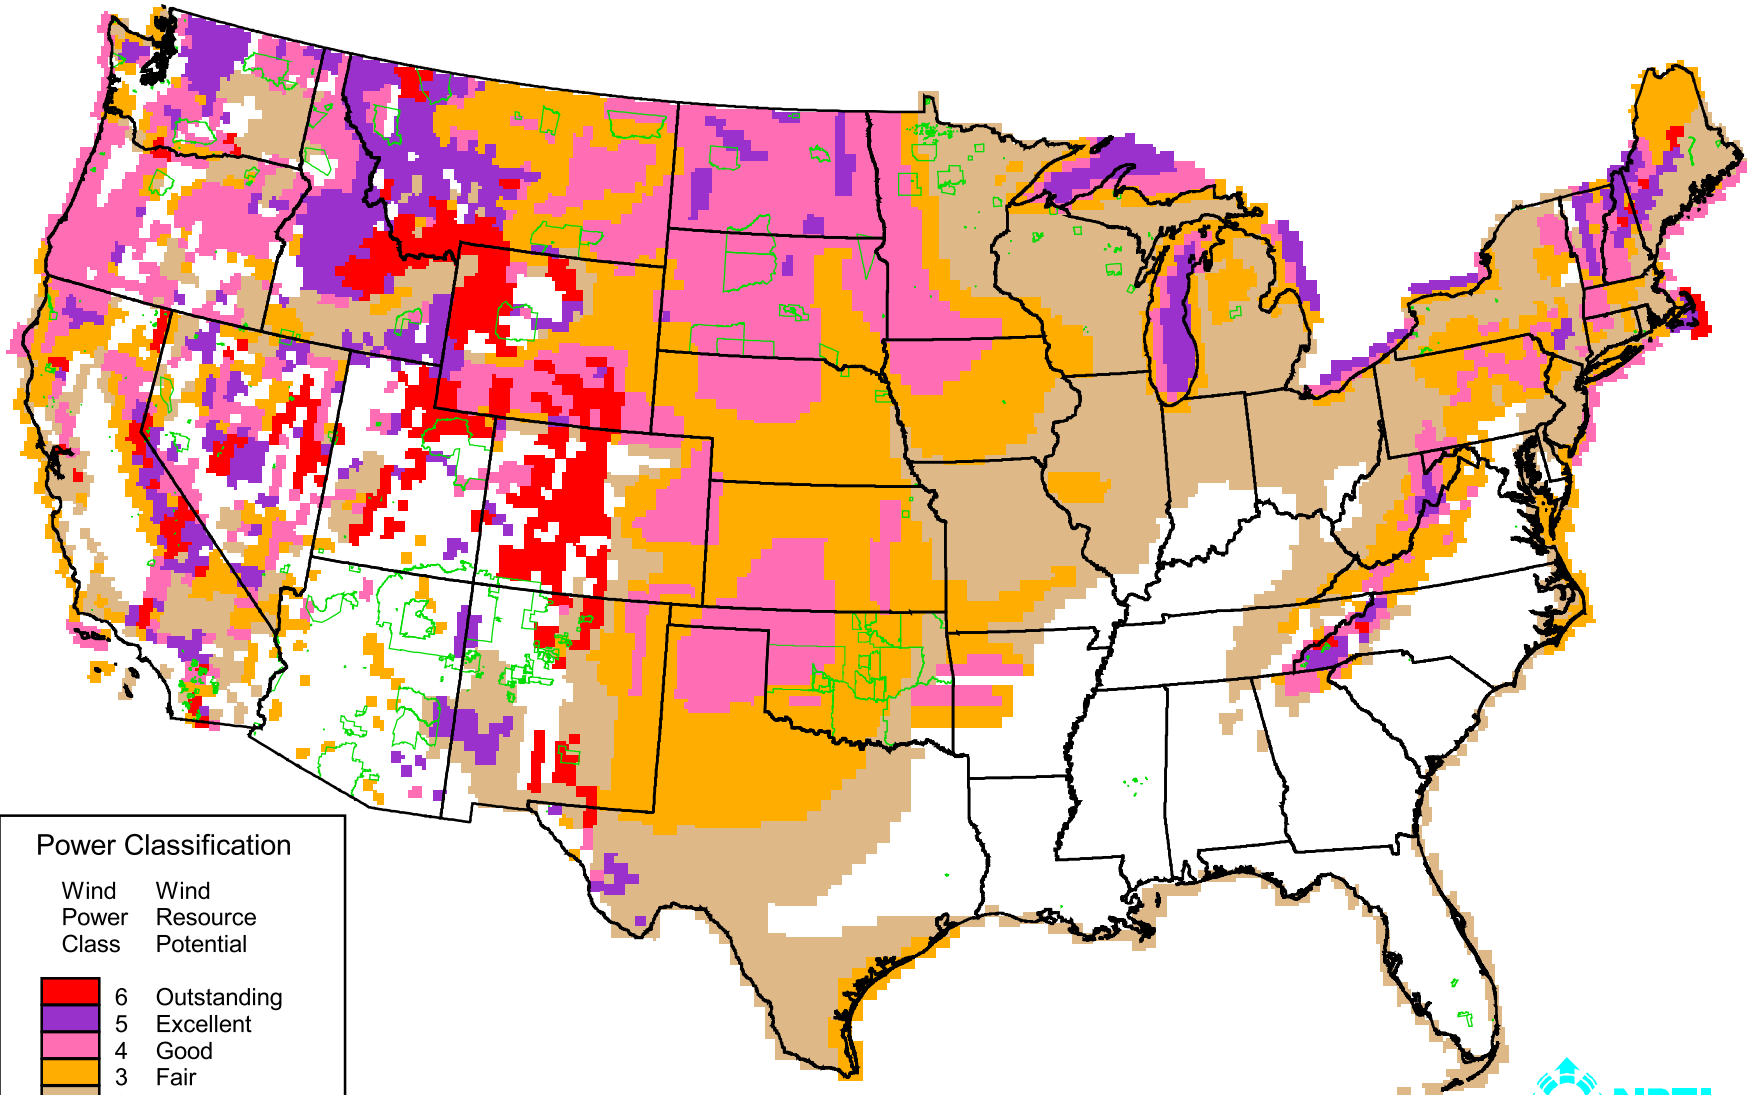 Power Classification
Wind Wind
Power Resource
Class Potential
6 Outstanding
5 Excellent
4 Good
3 Fair